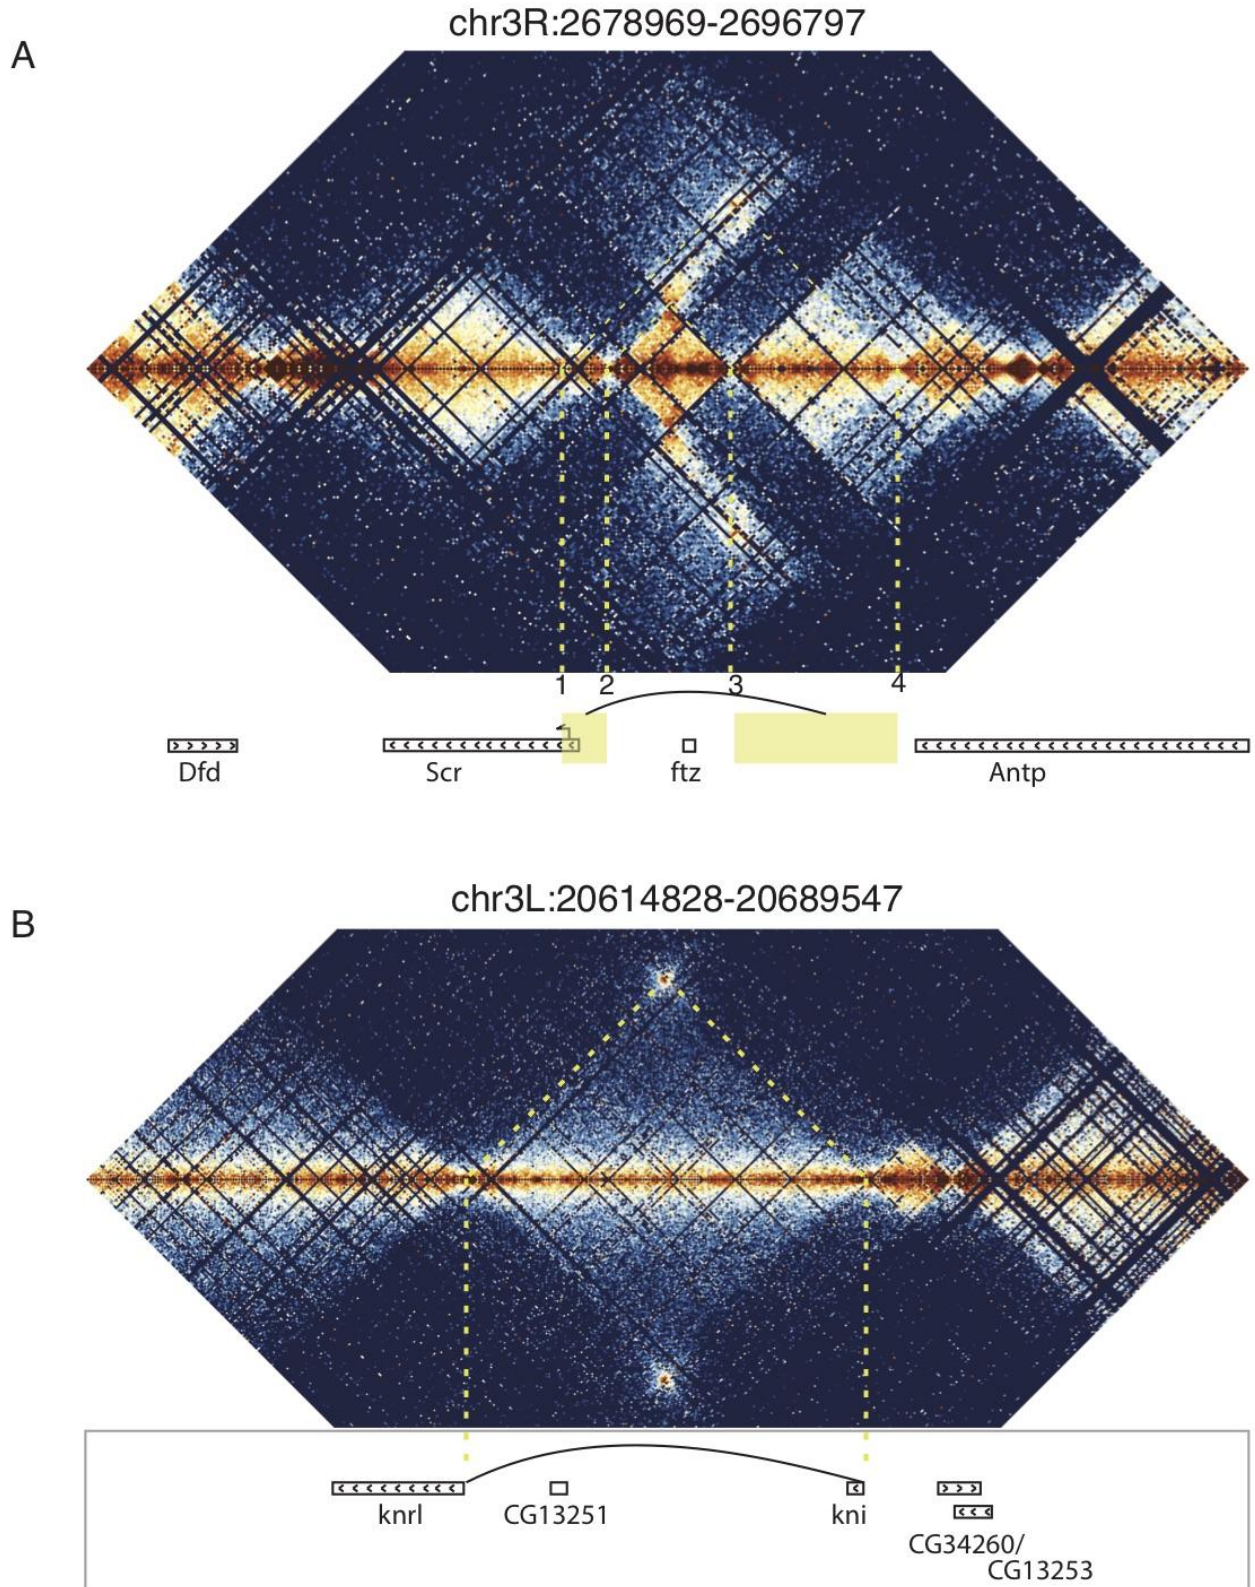 A
chr3R:2678969-2696797
1 2 3 4
Dfd Scr ftz Antp
B
chr3L:20614828-20689547
knrl CG13251 kni
CG34260/
CG13253